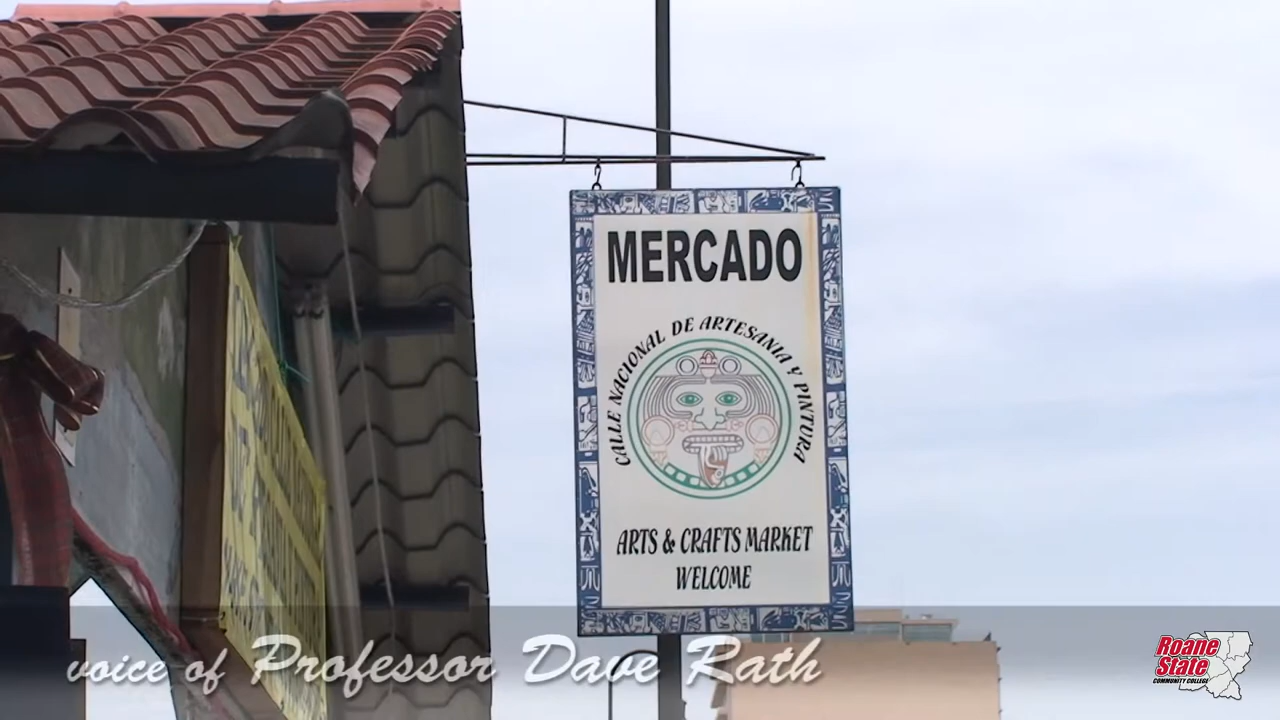 MERCADO
CALLE NACIONAL DE ARTESANIA Y PINTURA
ARTS & CRAFTS MARKET
WELCOME
voice of Professor Dave Rath
Roane
State
COMMUNITY COLLEGE